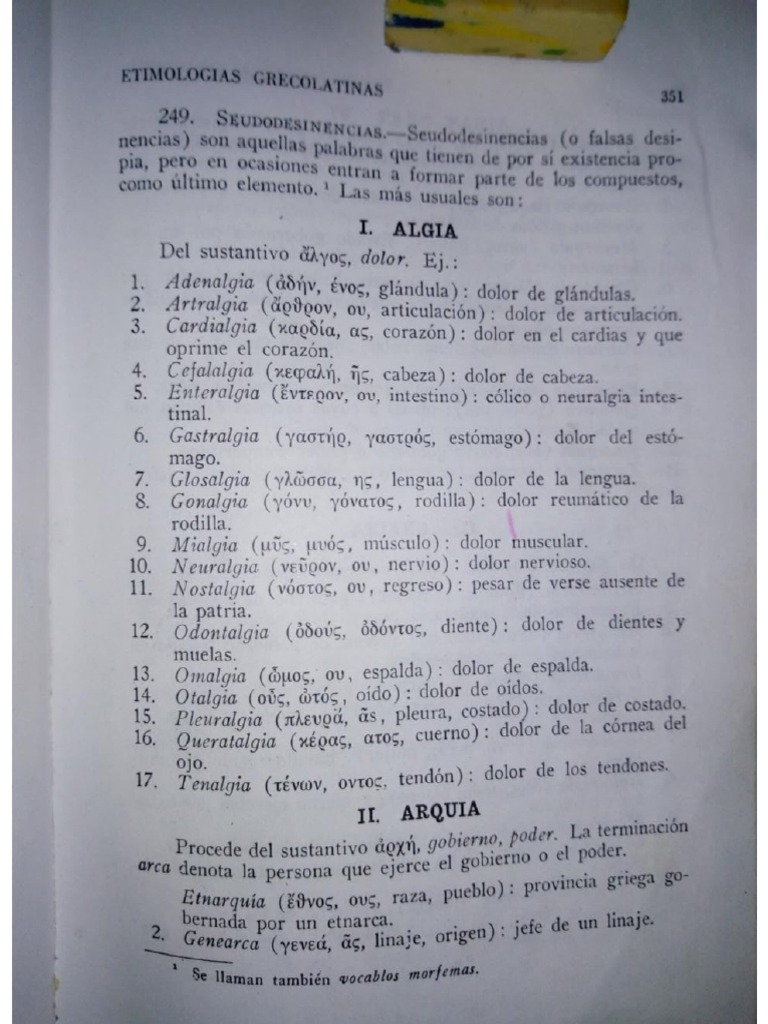 ETIMOLOGIAS GRECOLATINAS 351
249. SEUDODESINENCIAS.—Seudodesinencias (o falsas desi-
nencias) son aquellas palabras que tienen de por sí existencia pro-
pia, pero en ocasiones entran a formar parte de los compuestos,
como último elemento. ¹ Las más usuales son:
I. ALGIA
Del sustantivo ἄλγος, dolor. Ej.:
1. Adenalgia (ἀδήν, ένος, glándula): dolor de glándulas.
2. Artralgia (ἄρθρον, ου, articulación): dolor de articulación.
3. Cardialgia (καρδία, ας, corazón): dolor en el cardias y que
oprime el corazón.
4. Cefalalgia (κεφαλή, ῆς, cabeza): dolor de cabeza.
5. Enteralgia (ἔντερον, ου, intestino): cólico o neuralgia intes-
tinal.
6. Gastralgia (γαστήρ, γαστρός, estómago): dolor del estó-
mago.
7. Glosalgia (γλῶσσα, ης, lengua): dolor de la lengua.
8. Gonalgia (γόνυ, γόνατος, rodilla): dolor reumático de la
rodilla.
9. Mialgia (μῦς, μυός, músculo): dolor muscular.
10. Neuralgia (νεῦρον, ου, nervio): dolor nervioso.
11. Nostalgia (νόστος, ου, regreso): pesar de verse ausente de
la patria.
12. Odontalgia (ὀδούς, ὀδόντος, diente): dolor de dientes y
muelas.
13. Omalgia (ὦμος, ου, espalda): dolor de espalda.
14. Otalgia (οὖς, ὠτός, oído): dolor de oídos.
15. Pleuralgia (πλευρά, ᾶς, pleura, costado): dolor de costado.
16. Queratalgia (κέρας, ατος, cuerno): dolor de la córnea del
ojo.
17. Tenalgia (τένων, οντος, tendón): dolor de los tendones.
II. ARQUIA
Procede del sustantivo ἀρχή, gobierno, poder. La terminación
arca denota la persona que ejerce el gobierno o el poder.
Etnarquía (ἔθνος, ους, raza, pueblo): provincia griega go-
bernada por un etnarca.
2. Genearca (γενεά, ᾶς, linaje, origen): jefe de un linaje.
¹ Se llaman también vocablos morfemas.